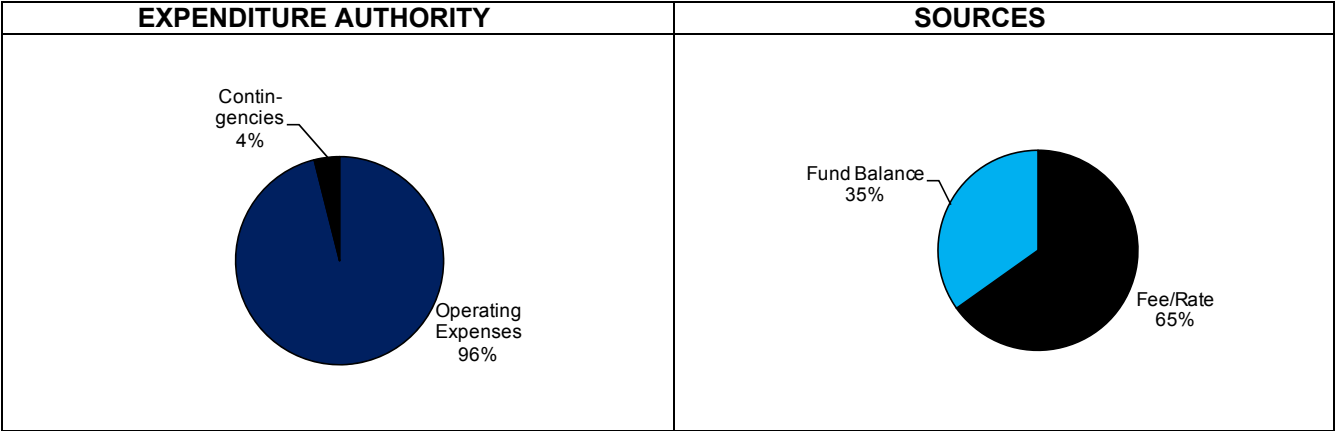 EXPENDITURE AUTHORITY
Contin-
gencies
4%
Operating
Expenses
96%
SOURCES
Fund Balance
35%
Fee/Rate
65%